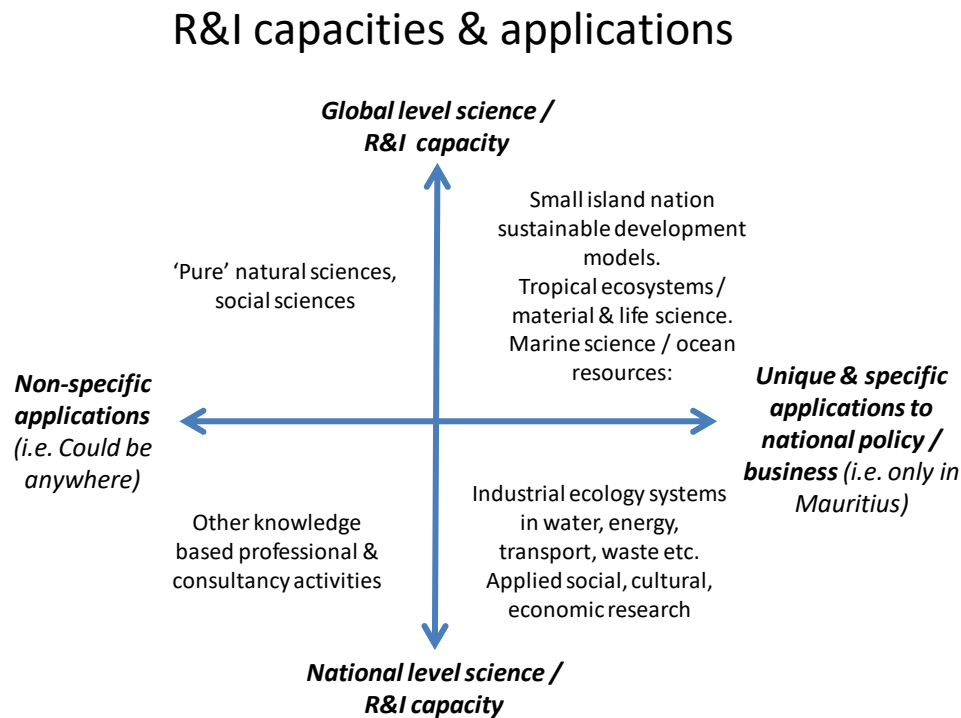 R&I capacities & applications
Global level science /
R&I capacity
Small island nation
sustainable development
models.
Tropical ecosystems /
material & life science.
Marine science / ocean
resources:
‘Pure’ natural sciences,
social sciences
Non-specific
applications
(i.e. Could be
anywhere)
Unique & specific
applications to
national policy /
business (i.e. only in
Mauritius)
Other knowledge
based professional &
consultancy activities
Industrial ecology systems
in water, energy,
transport, waste etc.
Applied social, cultural,
economic research
National level science /
R&I capacity